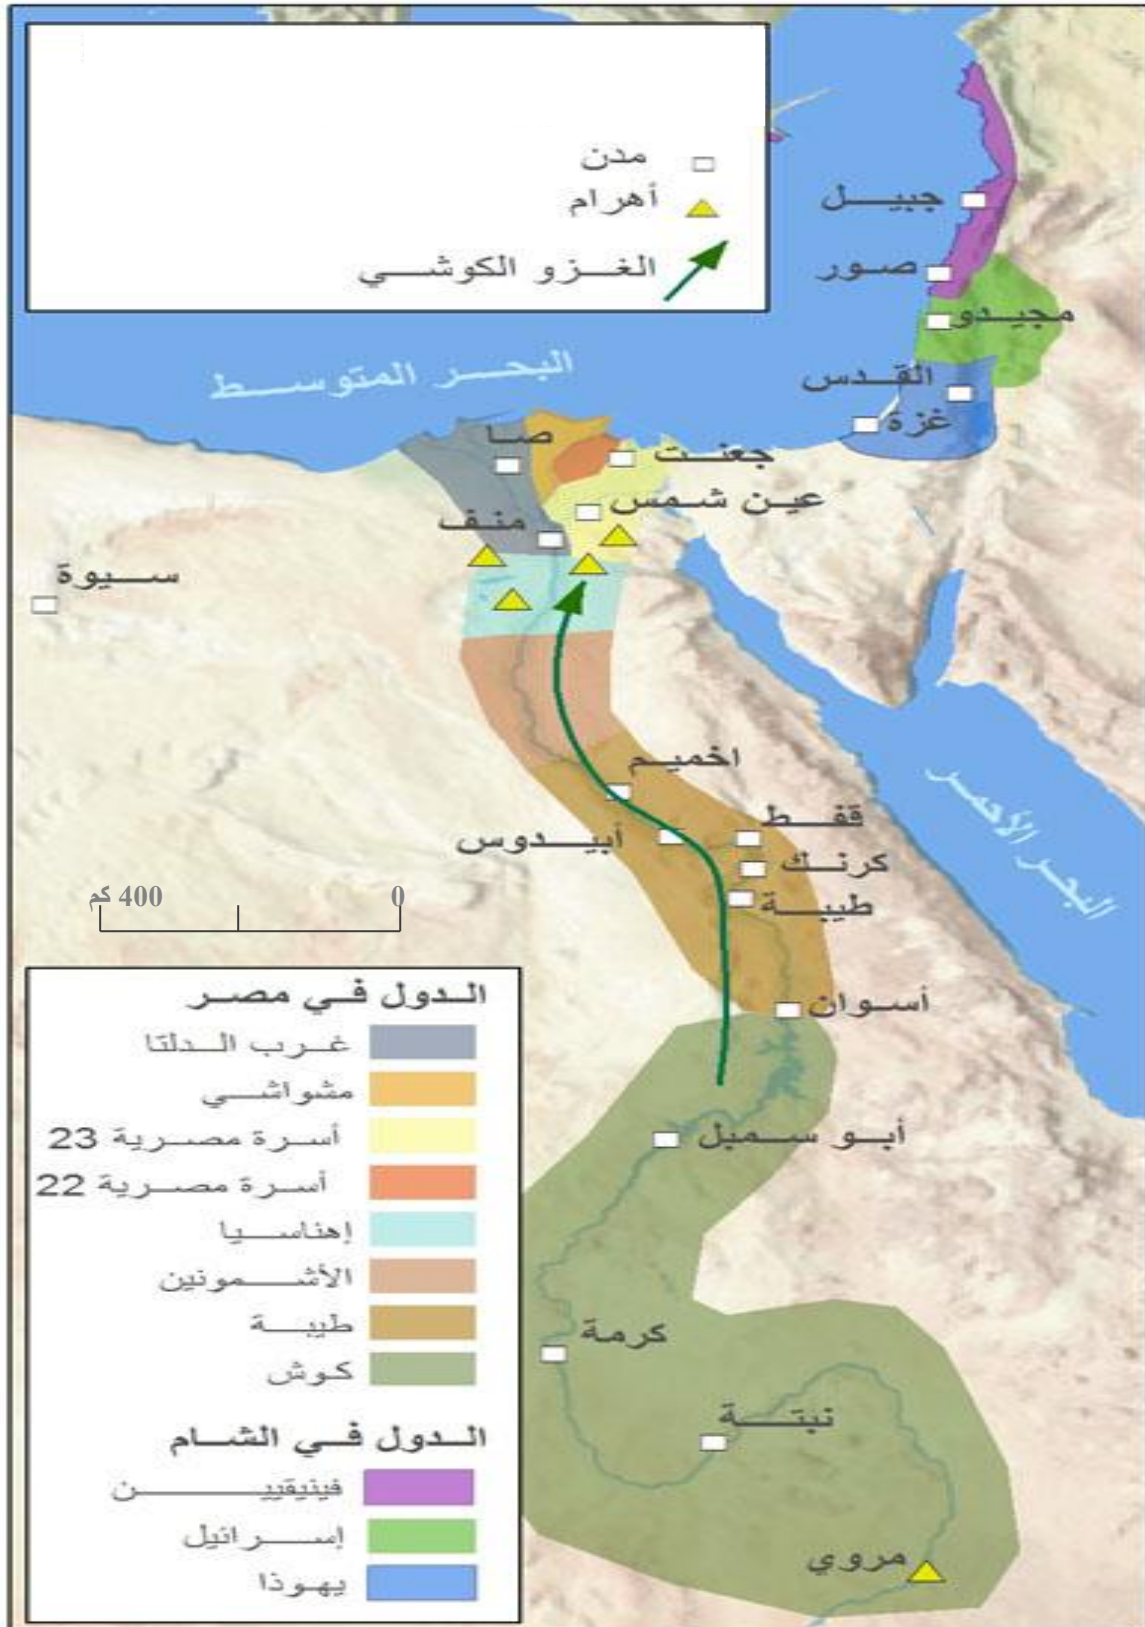 مدن
أهرام
الغزو الكوشي
جبيل
صور
مجيدو
البحر المتوسط
القدس
غزة
صا
جعنت
عين شمس
منف
سيوة
اخميم
قفط
أبيدوس
كرنك
طيبة
البحر الأحمر
0 400 كم
أسوان
أبو سمبل
كرمة
نبتة
مروي
الدول في مصر
غرب الدلتا
مشواشي
أسرة مصرية 23
أسرة مصرية 22
إهناسيا
الأشمونين
طيبة
كوش
الدول في الشام
فينيقيين
إسرائيل
يهوذا